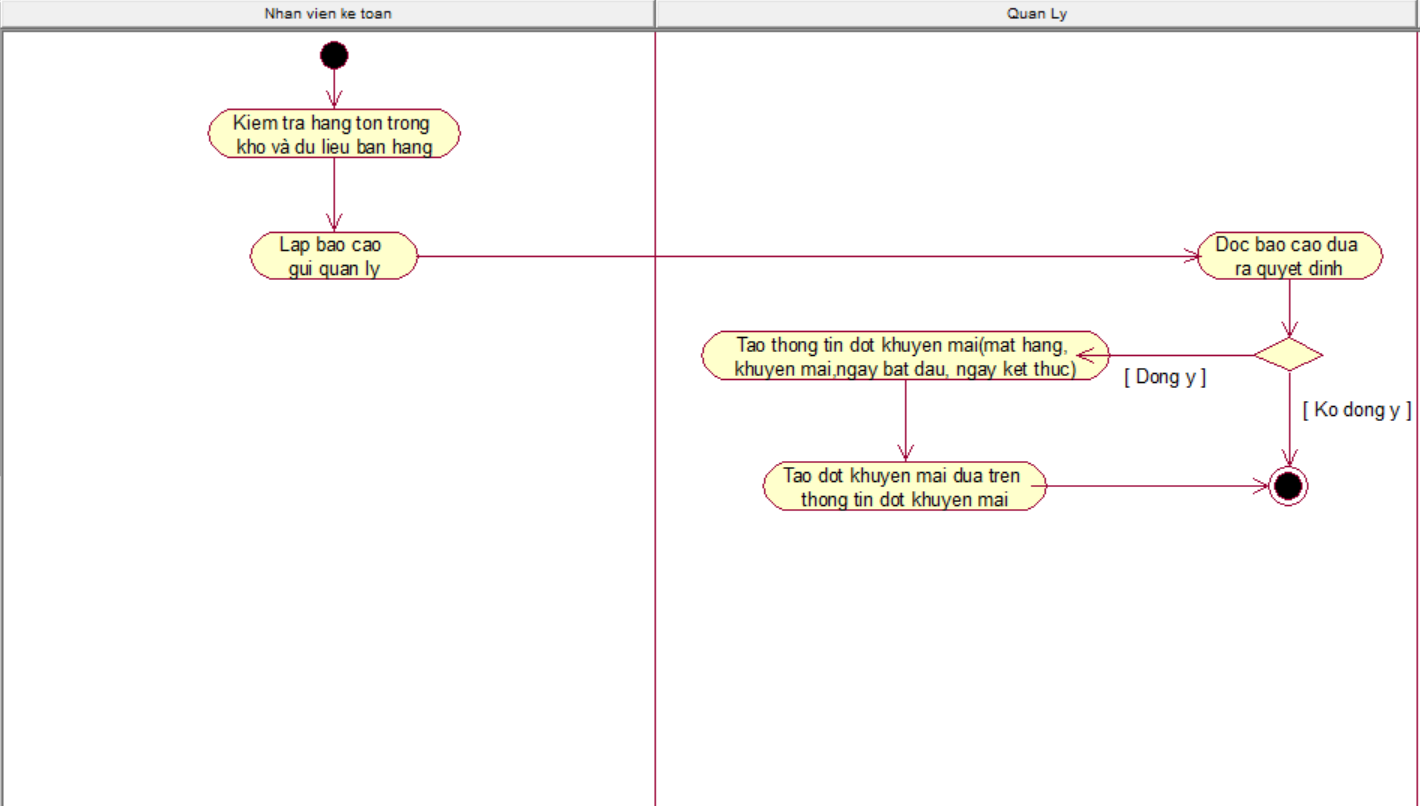 Nhan vien ke toan
Quan Ly
Kiem tra hang ton trong
kho và du lieu ban hang
Lap bao cao
gui quan ly
Doc bao cao dua
ra quyet dinh
Tao thong tin dot khuyen mai(mat hang,
khuyen mai,ngay bat dau, ngay ket thuc)
[ Dong y ]
[ Ko dong y ]
Tao dot khuyen mai dua tren
thong tin dot khuyen mai